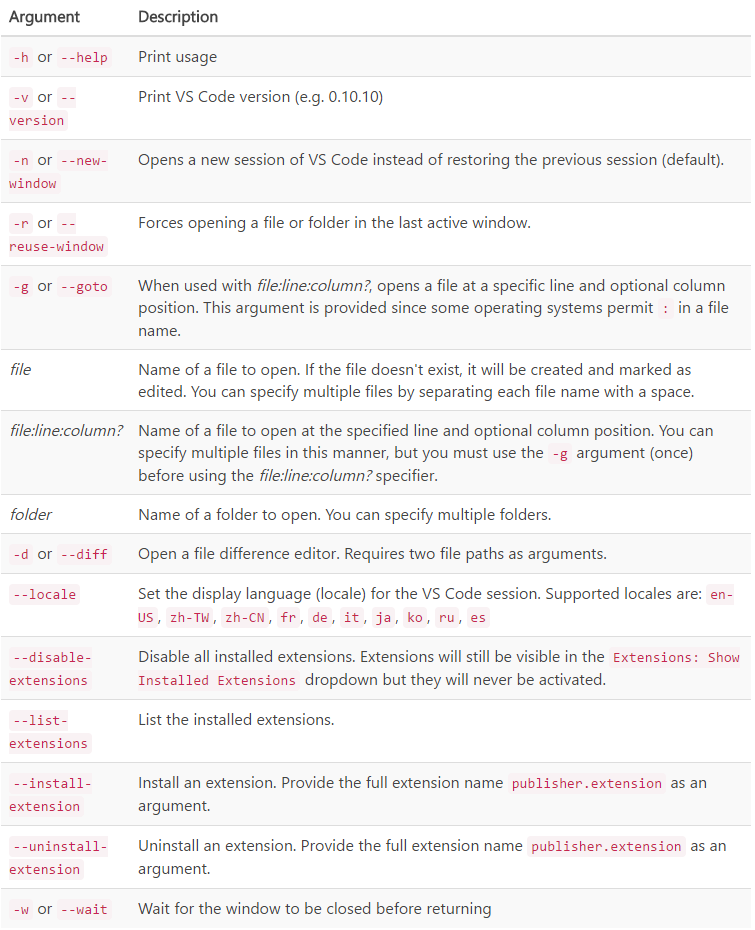 Argument Description
-h or --help Print usage
-v or -- Print VS Code version (e.g. 0.10.10)
version
-n or --new- Opens a new session of VS Code instead of restoring the previous session (default).
window
-r or -- Forces opening a file or folder in the last active window.
reuse-window
-g or --goto When used with file:line:column?, opens a file at a specific line and optional column
position. This argument is provided since some operating systems permit : in a file
name.
file Name of a file to open. If the file doesn't exist, it will be created and marked as
edited. You can specify multiple files by separating each file name with a space.
file:line:column? Name of a file to open at the specified line and optional column position. You can
specify multiple files in this manner, but you must use the -g argument (once)
before using the file:line:column? specifier.
folder Name of a folder to open. You can specify multiple folders.
-d or --diff Open a file difference editor. Requires two file paths as arguments.
--locale Set the display language (locale) for the VS Code session. Supported locales are: en-
US, zh-TW, zh-CN, fr, de, it, ja, ko, ru, es
--disable- Disable all installed extensions. Extensions will still be visible in the Extensions: Show
extensions Installed Extensions dropdown but they will never be activated.
--list- List the installed extensions.
extensions
--install- Install an extension. Provide the full extension name publisher.extension as an
extension argument.
--uninstall- Uninstall an extension. Provide the full extension name publisher.extension as an
extension argument.
-w or --wait Wait for the window to be closed before returning